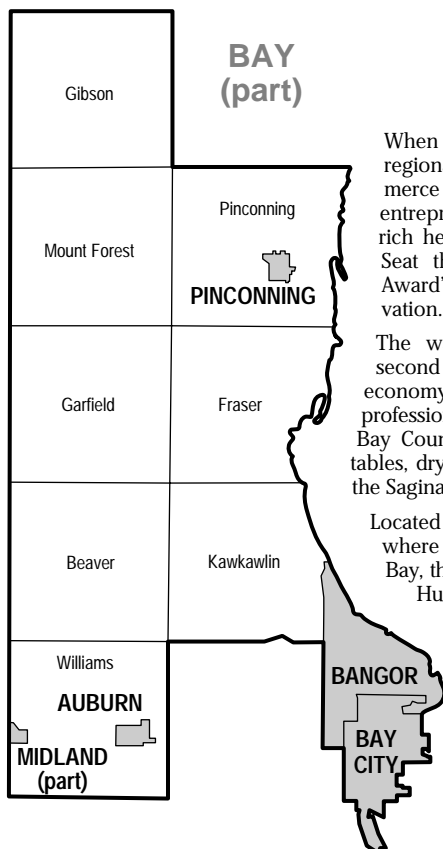 BAY
(part)
Gibson
Mount Forest
Pinconning
PINCONNING
Garfield
Fraser
Beaver
Kawkawlin
Williams
AUBURN
MIDLAND
(part)
BANGOR
BAY
CITY
When
region
merce
entrepr
rich he
Seat th
Award'
vation.
The w
second
economy
profession
Bay Coun
tables, dry
the Sagina
Located
where
Bay, th
Hu